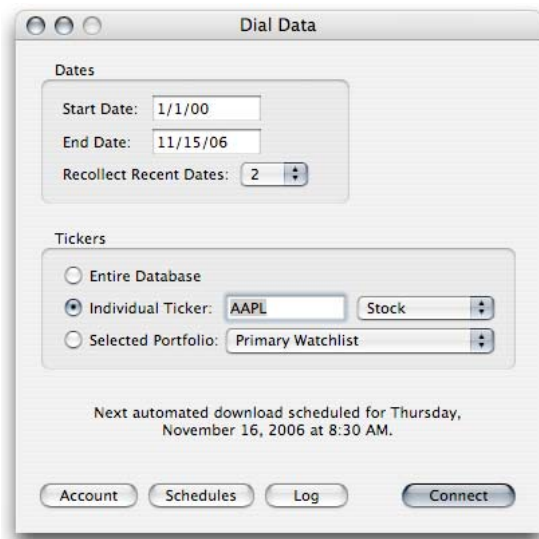 Dial Data
Dates
Start Date: 1/1/00
End Date: 11/15/06
Recollect Recent Dates: 2
Tickers
Entire Database
Individual Ticker: AAPL Stock
Selected Portfolio: Primary Watchlist
Next automated download scheduled for Thursday,
November 16, 2006 at 8:30 AM.
Account Schedules Log Connect